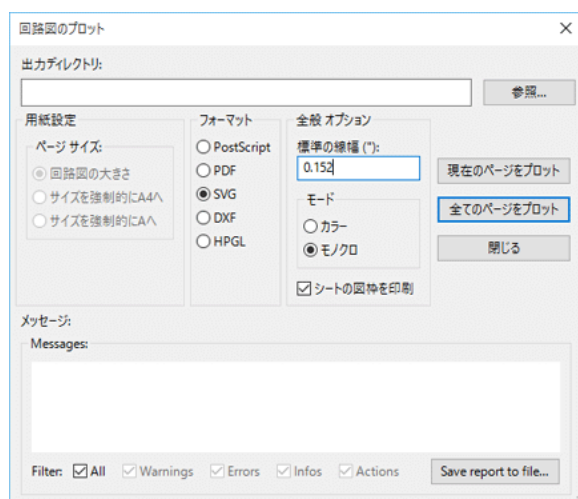 回路図のプロット
出力ディレクトリ:
参照...
用紙設定
ページ サイズ:
回路図の大きさ
サイズを強制的にA4へ
サイズを強制的にAへ
フォーマット
PostScript
PDF
SVG
DXF
HPGL
全般 オプション
標準の線幅 ("):
0.152
モード
カラー
モノクロ
シートの図枠を印刷
現在のページをプロット
全てのページをプロット
閉じる
メッセージ:
Messages:
Filter: All Warnings Errors Infos Actions
Save report to file...